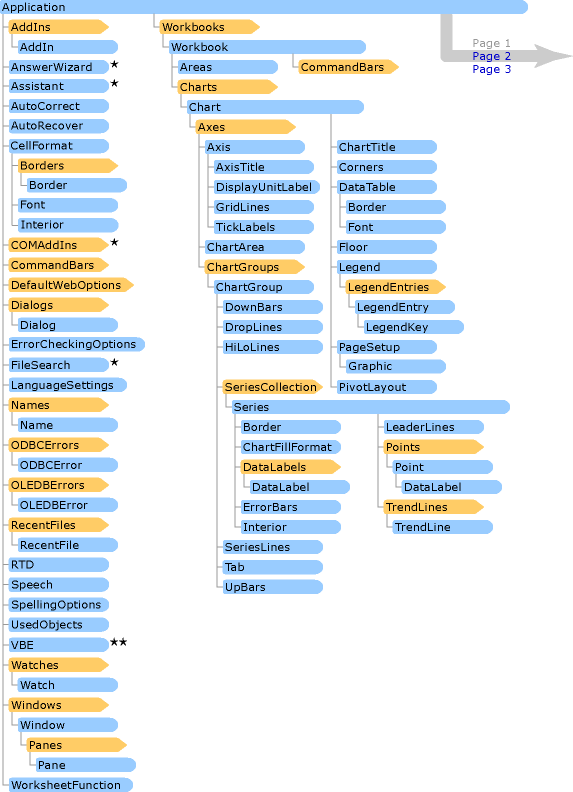 Application
AddIns
AddIn
AnswerWizard ★
Assistant ★
AutoCorrect
AutoRecover
CellFormat
Borders
Border
Font
Interior
COMAddIns ★
CommandBars
DefaultWebOptions
Dialogs
Dialog
ErrorCheckingOptions
FileSearch ★
LanguageSettings
Names
Name
ODBCErrors
ODBCError
OLEDBErrors
OLEDBError
RecentFiles
RecentFile
RTD
Speech
SpellingOptions
UsedObjects
VBE ★★
Watches
Watch
Windows
Window
Panes
Pane
WorksheetFunction
Workbooks
Workbook
Areas
CommandBars
Charts
Chart
Axes
Axis
AxisTitle
DisplayUnitLabel
GridLines
TickLabels
ChartArea
ChartGroups
ChartGroup
DownBars
DropLines
HiLoLines
SeriesCollection
Series
Border
ChartFillFormat
DataLabels
DataLabel
ErrorBars
Interior
LeaderLines
Points
Point
DataLabel
TrendLines
TrendLine
SeriesLines
Tab
UpBars
ChartTitle
Corners
DataTable
Border
Font
Floor
Legend
LegendEntries
LegendEntry
LegendKey
PageSetup
Graphic
PivotLayout
Page 1
Page 2
Page 3